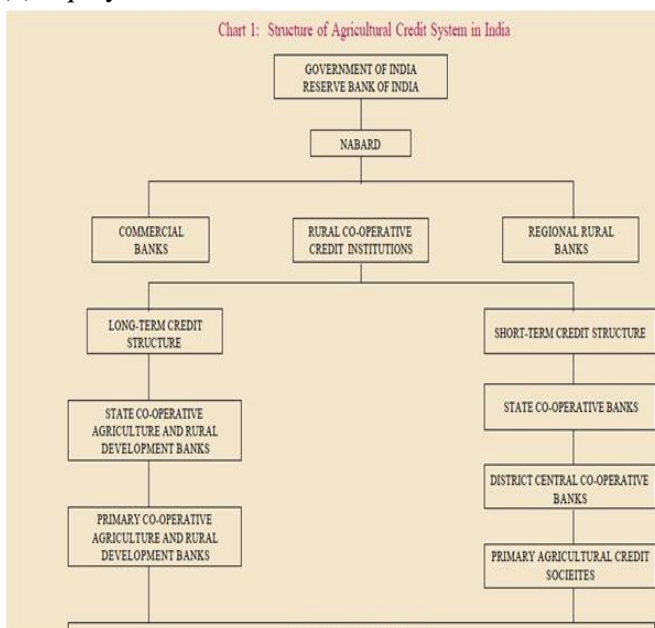 Chart 1: Structure of Agricultural Credit System in India
GOVERNMENT OF INDIA
RESERVE BANK OF INDIA
NABARD
COMMERCIAL
BANKS
RURAL CO-OPERATIVE
CREDIT INSTITUTIONS
REGIONAL RURAL
BANKS
LONG-TERM CREDIT
STRUCTURE
SHORT-TERM CREDIT STRUCTURE
STATE CO-OPERATIVE
AGRICULTURE AND RURAL
DEVELOPMENT BANKS
STATE CO-OPERATIVE BANKS
DISTRICT CENTRAL CO-OPERATIVE
BANKS
PRIMARY CO-OPERATIVE
AGRICULTURE AND RURAL
DEVELOPMENT BANKS
PRIMARY AGRICULTURAL CREDIT
SOCIEITES